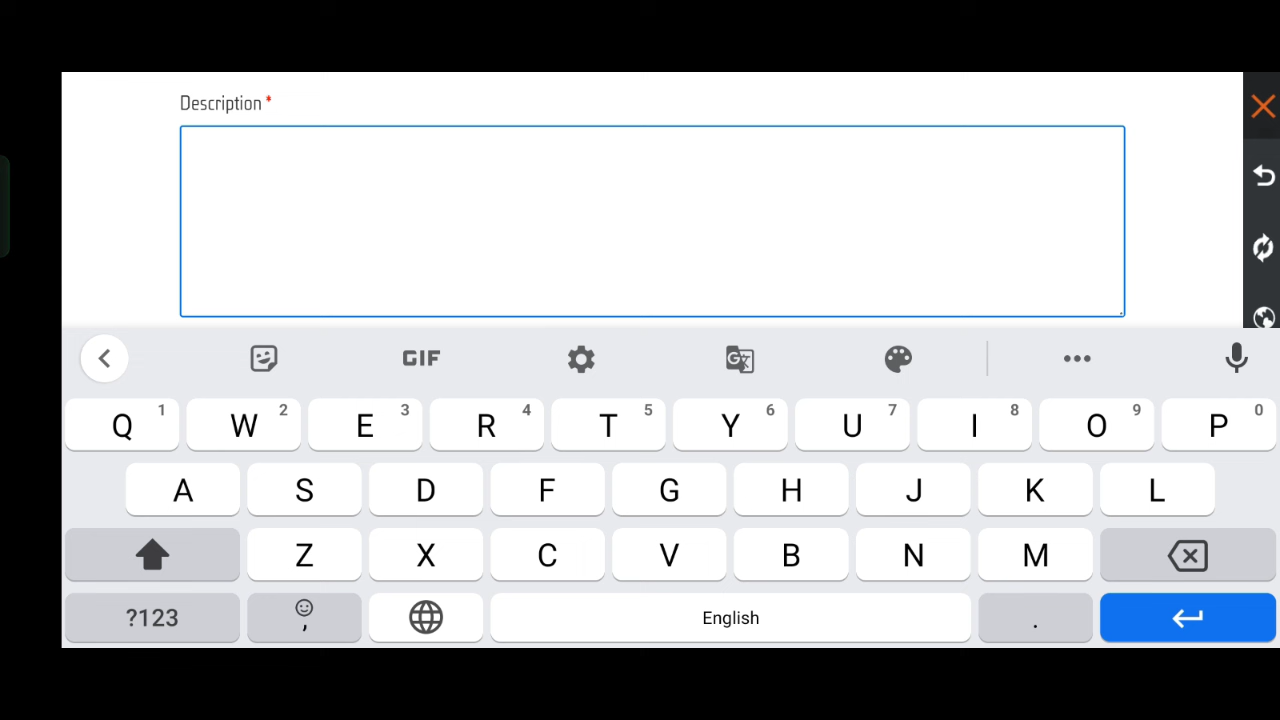 Description *
GIF
Q 1 W 2 E 3 R 4 T 5 Y 6 U 7 I 8 O 9 P 0
A S D F G H J K L
Z X C V B N M
?123 , English .